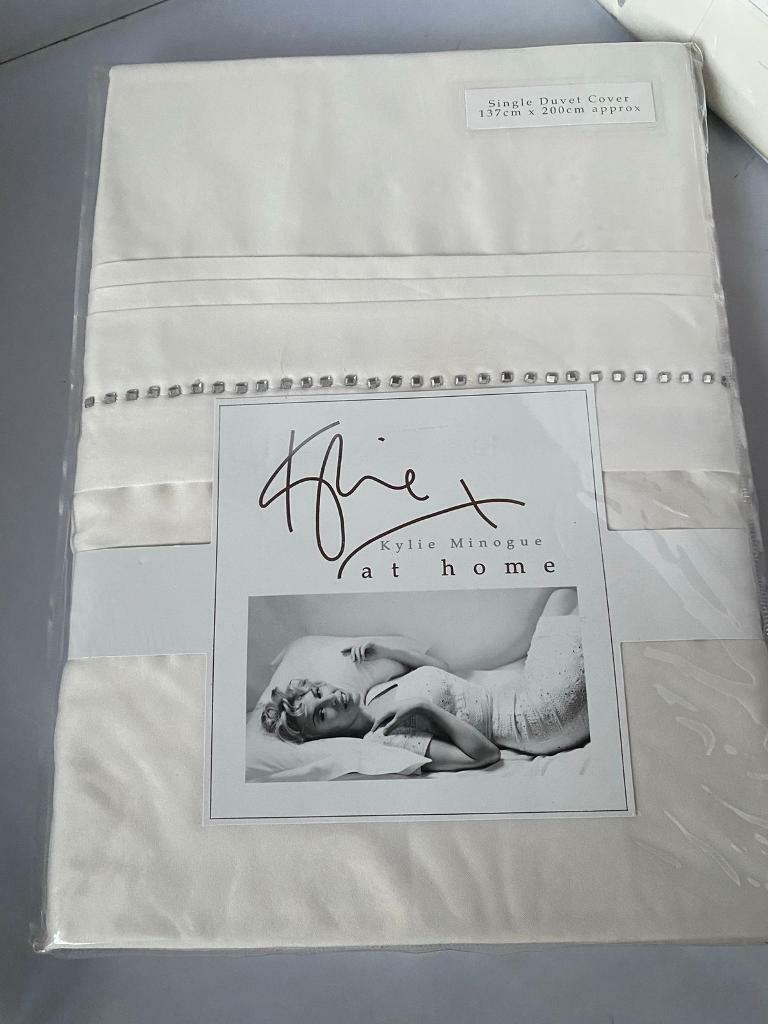 Single Duvet Cover
137cm x 200cm approx
Kylie x
Kylie Minogue
at home